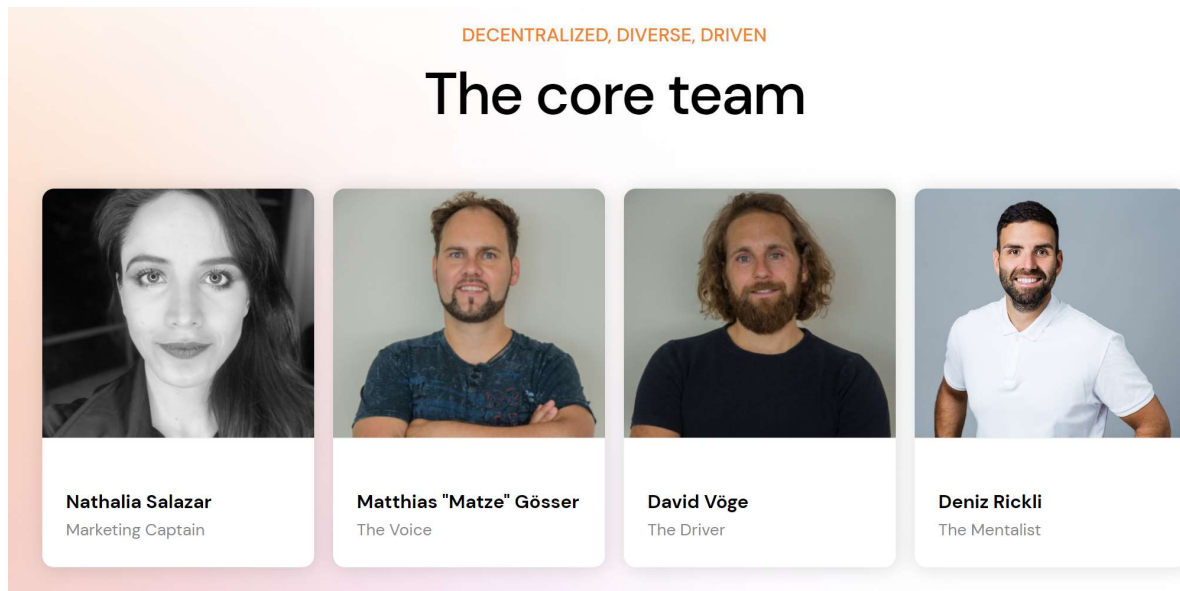 DECENTRALIZED, DIVERSE, DRIVEN
The core team
Nathalia Salazar
Marketing Captain
Matthias "Matze" Gösser
The Voice
David Vöge
The Driver
Deniz Rickli
The Mentalist